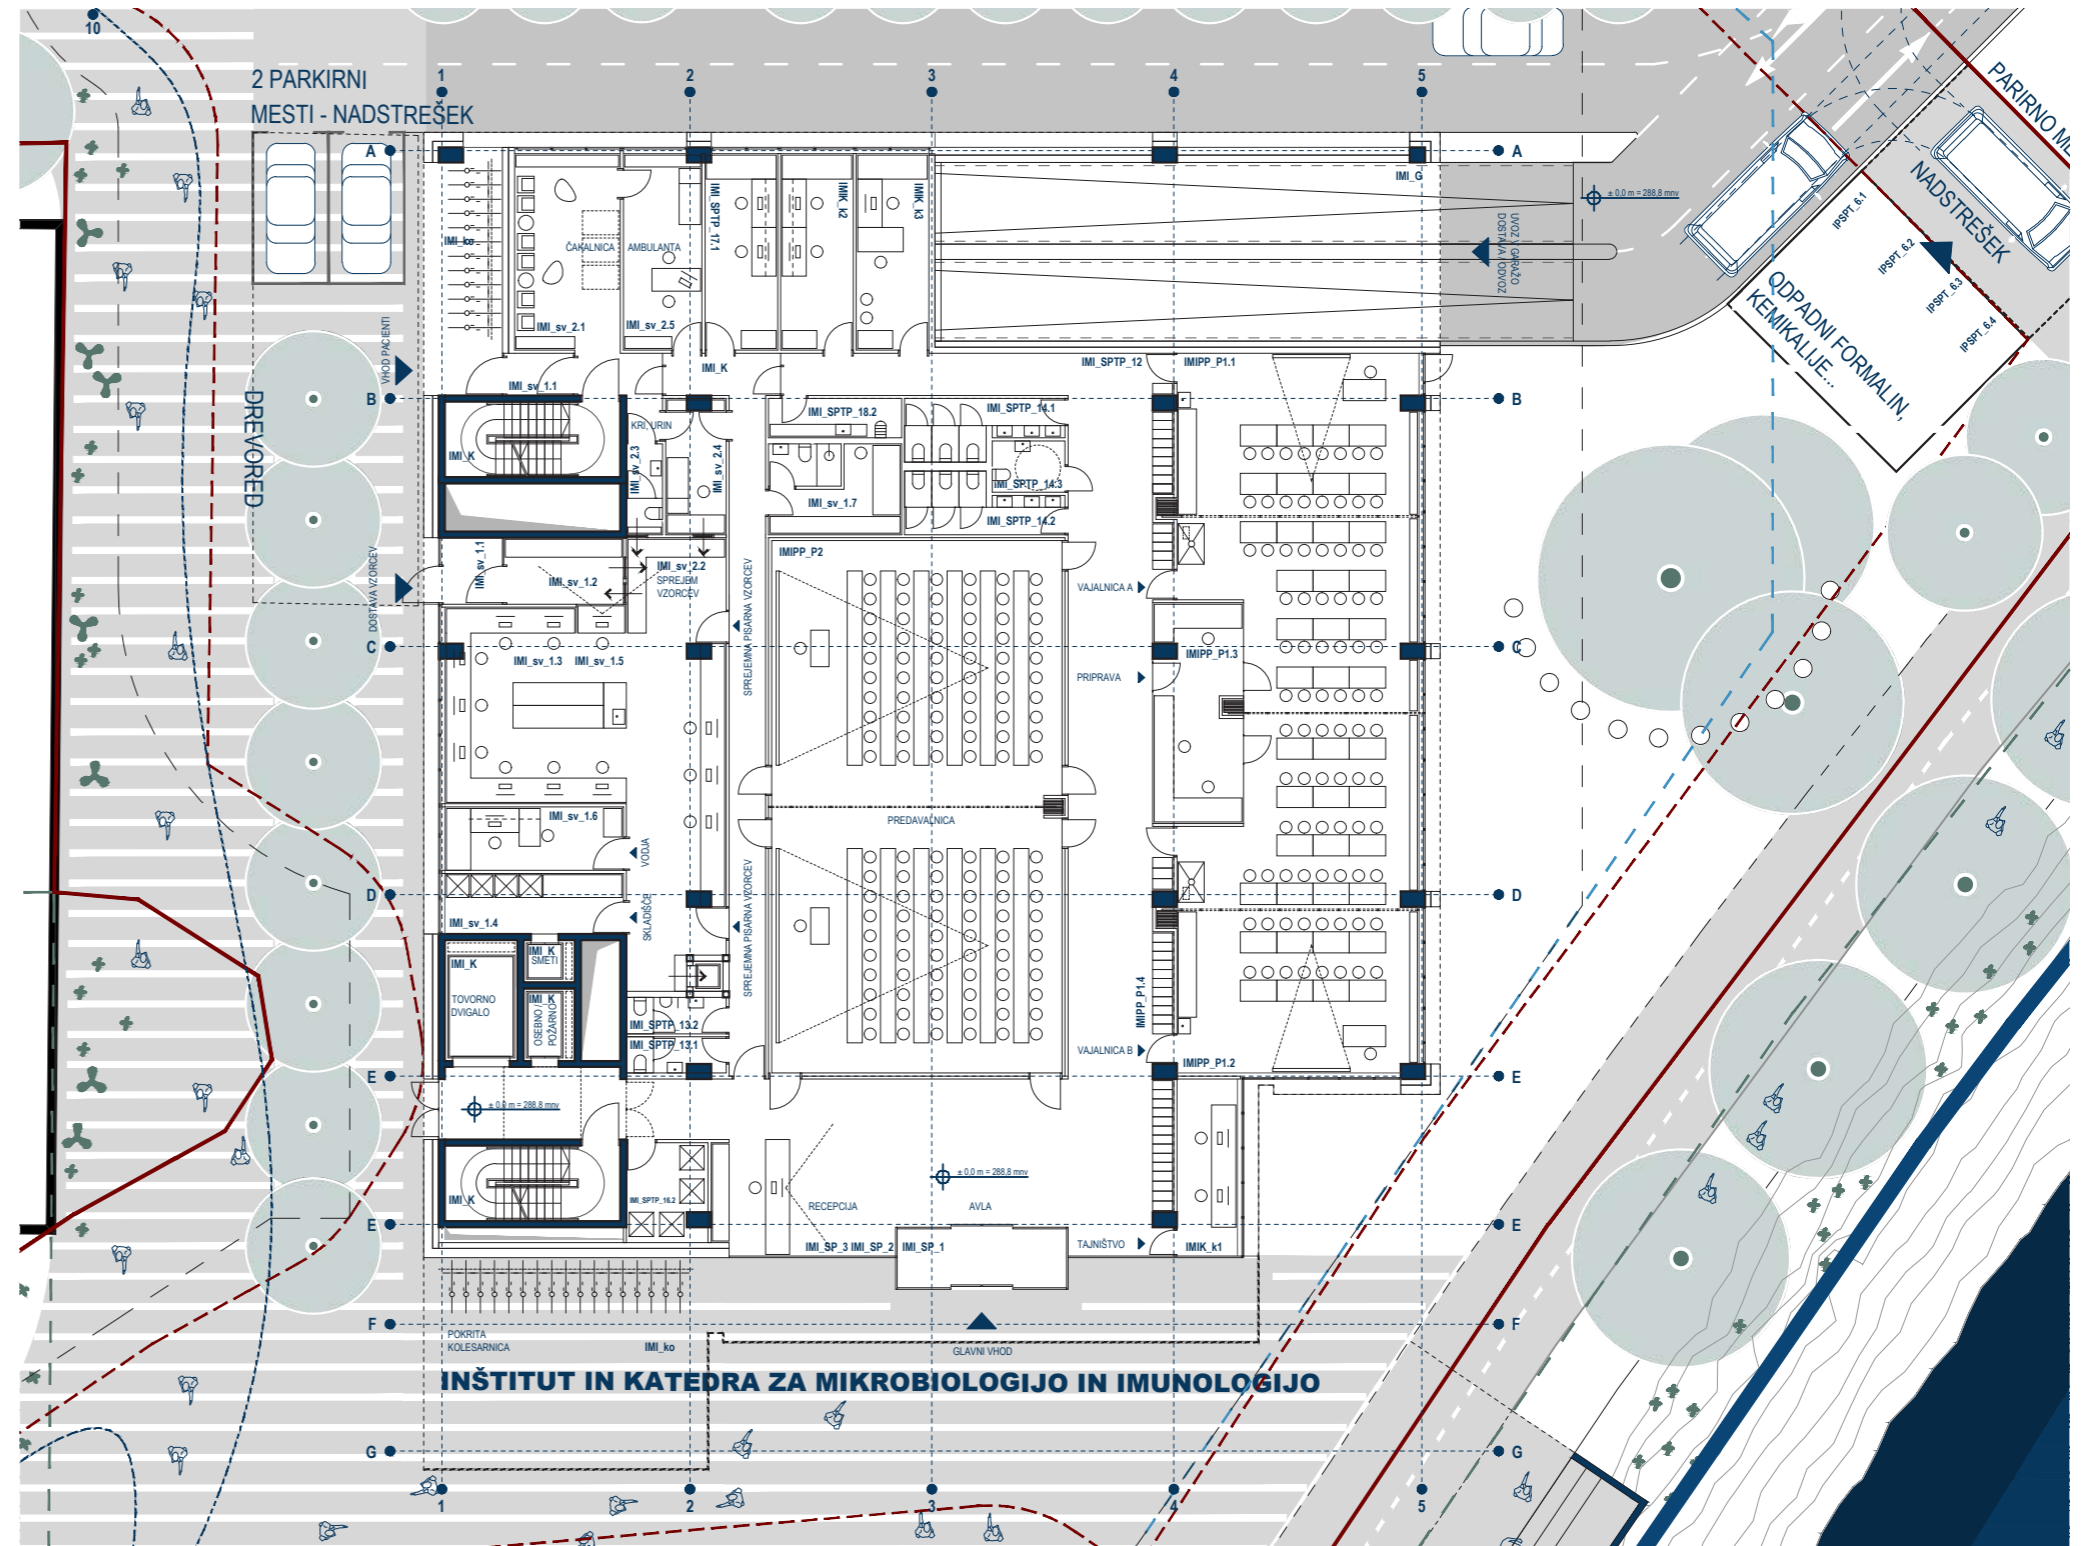 10
2 PARKIRNI
MESTI - NADSTREŠEK
1
2
3
4
5
PARIRNO
NADSTREŠEK
A
A
IMI_G
± 0,0 m = 288,8 mnv
IPSPT_6.1
IPSPT_6.2
IPSPT_6.3
IPSPT_6.4
ODPADNI FORMALIN,
KEMIKALIJE...
UVOZ V GARAŽO
DOSTAVA / ODVOZ
IMI_ko
ČAKALNICA
AMBULANTA
IMI_SPTP_17.1
IMIK_k2
IMIK_k3
IMI_sv_2.1
IMI_sv_2.5
VHOD PACIENTI
IMI_K
IMI_sv_1.1
IMI_SPTP_12
IMIPP_P1.1
B
B
DREVORED
KRI, URIN
IMI_SPTP_18.2
IMI_SPTP_14.1
IMI_K
IMI_sv_2.3
IMI_sv_2.4
IMI_SPTP_14.3
IMI_sv_1.7
IMI_SPTP_14.2
DOSTAVA VZORCEV
IMI_sv_1.1
IMI_sv_1.2
IMI_sv_2.2
SPREJEM
VZORCEV
IMIPP_P2
VAJALNICA A
SPREJEMNA PISARNA VZORCEV
C
C
IMI_sv_1.3
IMI_sv_1.5
IMIPP_P1.3
PRIPRAVA
IMI_sv_1.6
PREDAVALNICA
VODJA
SPREJEMNA PISARNA VZORCEV
D
D
SKLADIŠČE
IMI_sv_1.4
IMI_K
IMI_K
SMETI
TOVORNO
DVIGALO
IMI_K
OSEBNO /
POŽARNO
IMI_SPTP_13.2
IMI_SPTP_13.1
IMIPP_P1.4
VAJALNICA B
IMIPP_P1.2
E
E
± 0,0 m = 288,8 mnv
± 0,0 m = 288,8 mnv
IMI_K
IMI_SPTP_16.2
RECEPCIJA
AVLA
E
E
IMI_SP_3
IMI_SP_2
IMI_SP_1
TAJNIŠTVO
IMIK_k1
F
F
POKRITA
KOLESARNICA
IMI_ko
GLAVNI VHOD
INŠTITUT IN KATEDRA ZA MIKROBIOLOGIJO IN IMUNOLOGIJO
G
G
1
2
3
4
5